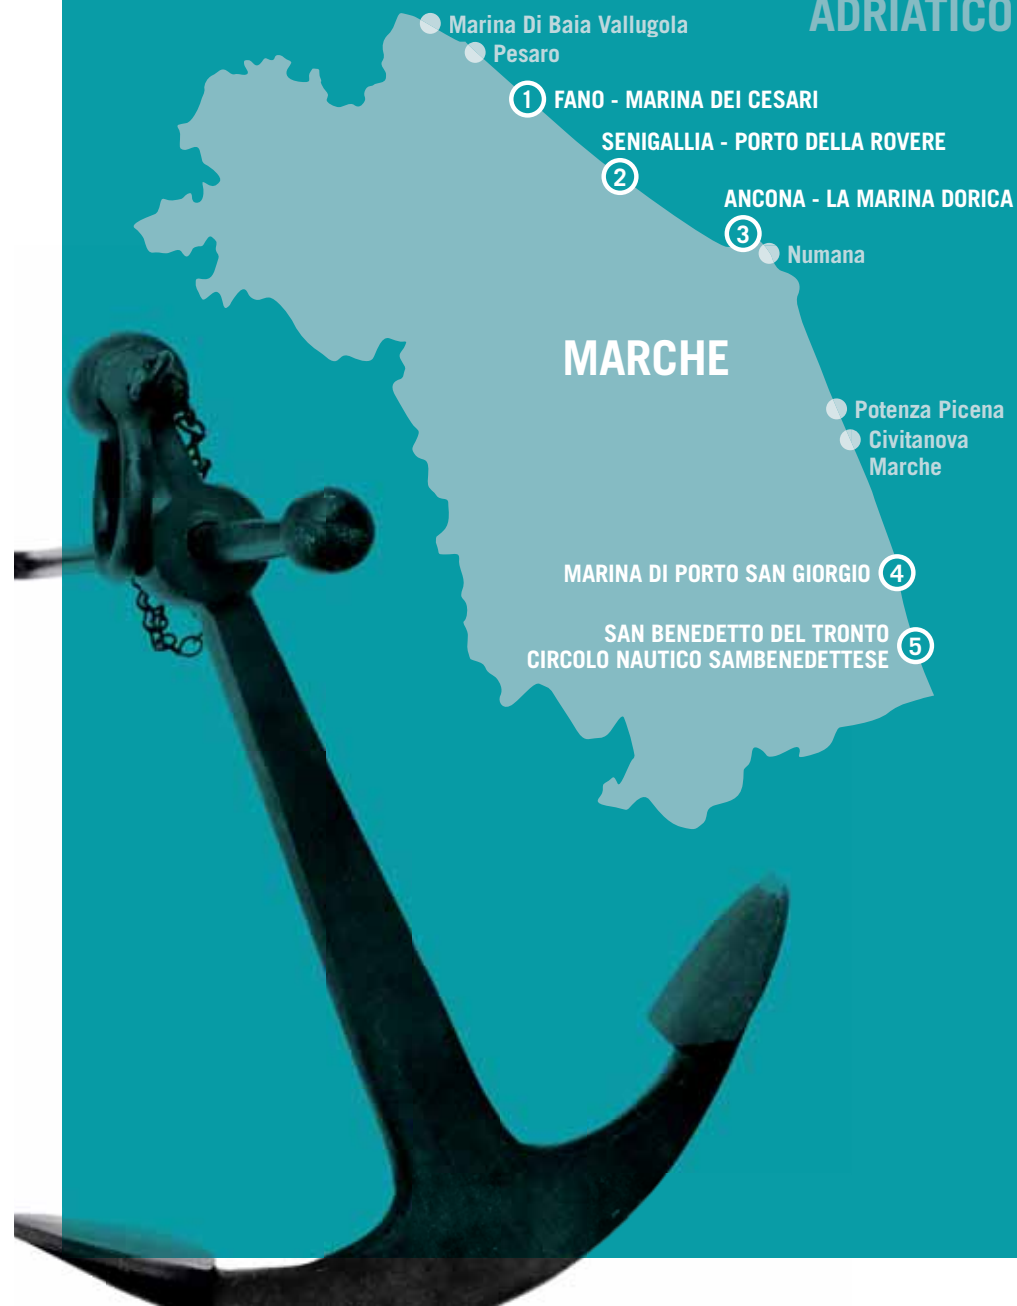 ADRIATICO
Marina Di Baia Vallugola
Pesaro
1 FANO - MARINA DEI CESARI
SENIGALLIA - PORTO DELLA ROVERE
2
ANCONA - LA MARINA DORICA
3
Numana
MARCHE
Potenza Picena
Civitanova
Marche
MARINA DI PORTO SAN GIORGIO 4
SAN BENEDETTO DEL TRONTO
CIRCOLO NAUTICO SAMBENEDETTESE 5